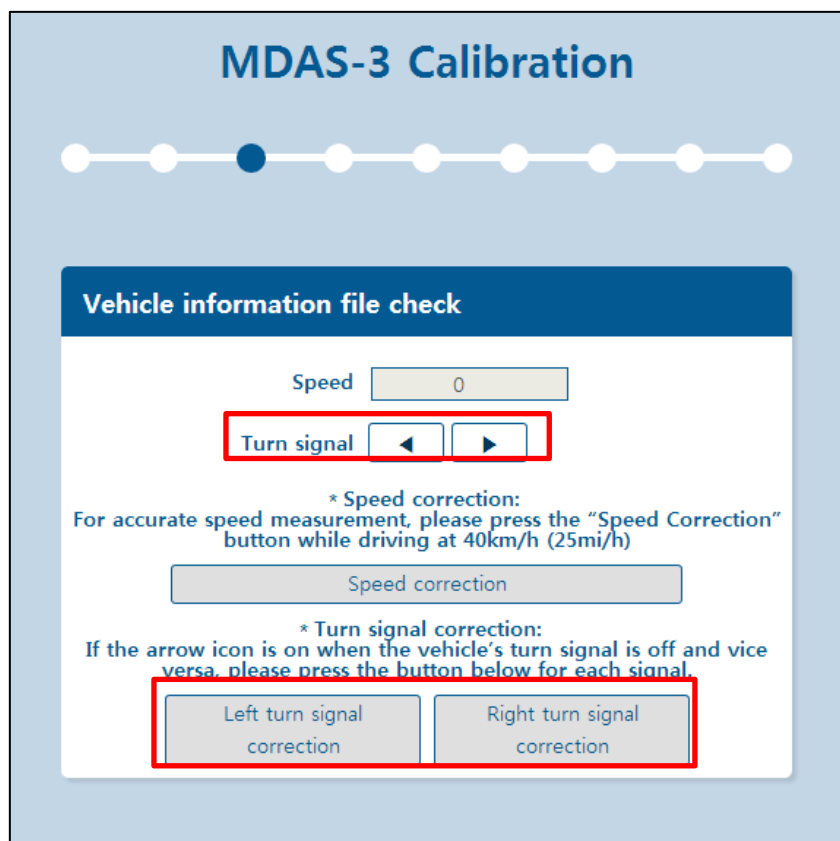 MDAS-3 Calibration
Vehicle information file check
Speed 0
Turn signal
* Speed correction:
For accurate speed measurement, please press the “Speed Correction”
button while driving at 40km/h (25mi/h)
Speed correction
* Turn signal correction:
If the arrow icon is on when the vehicle’s turn signal is off and vice
versa, please press the button below for each signal.
Left turn signal
correction
Right turn signal
correction